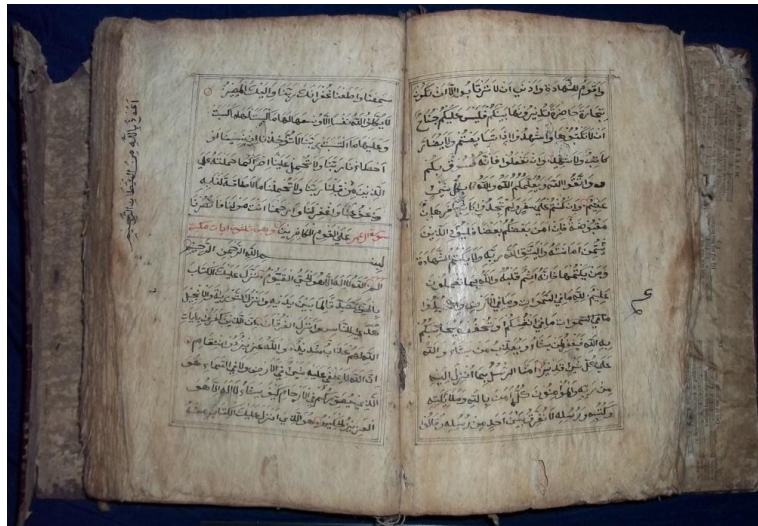 واقوم للشهادة وادنى ان لا ترتابوا الا ان تكون
تجارة حاضرة تديرونها بينكم فليس عليكم جناح
ان لا تكتبوها واشهدوا اذا تبايعتم ولا يضار
كاتب ولا شهيد وان تفعلوا فانه فسوق بكم
واتقوا الله ويعلمكم الله والله بكل شيء
عليم وان كنتم على سفر ولم تجدوا كاتبا فرهان
مقبوضة فان امن بعضكم بعضا فليؤد الذي
امانته وليتق الله ربه ولا تكتموا الشهادة
ومن يكتمها فانه اثم قلبه والله بما تعملون
عليم لله ما في السموات وما في الارض وان تبدوا
ما في انفسكم او تخفوه يحاسبكم
به الله فيغفر لمن يشاء ويعذب من يشاء والله
على كل شيء قدير امن الرسول بما انزل اليه
من ربه والمؤمنون كل امن بالله وملائكته
وكتبه ورسله لا نفرق بين احد من رسله وقالوا
سمعنا واطعنا غفرانك ربنا واليك المصير
لا يكلف الله نفسا الا وسعها لها ما كسبت
وعليها ما اكتسبت ربنا لا تؤاخذنا ان نسينا او
اخطانا ربنا ولا تحمل علينا اصرا كما حملته على
الذين من قبلنا ربنا ولا تحملنا ما لا طاقة لنا به
واعف عنا واغفر لنا وارحمنا انت مولنا فانصرنا
على القوم الكافرين
بسم الله الرحمن الرحيم
الم الله لا اله الا هو الحي القيوم نزل عليك الكتاب
بالحق مصدقا لما بين يديه وانزل التورية والانجيل
هدى للناس وانزل الفرقان ان الذين كفروا بايات
الله لهم عذاب شديد والله عزيز ذو انتقام
ان الله لا يخفى عليه شيء في الارض ولا في السماء هو
الذي يصوركم في الارحام كيف يشاء لا اله الا هو
العزيز الحكيم هو الذي انزل عليك الكتاب منه
اعوذ بالله من الشيطان الرجيم